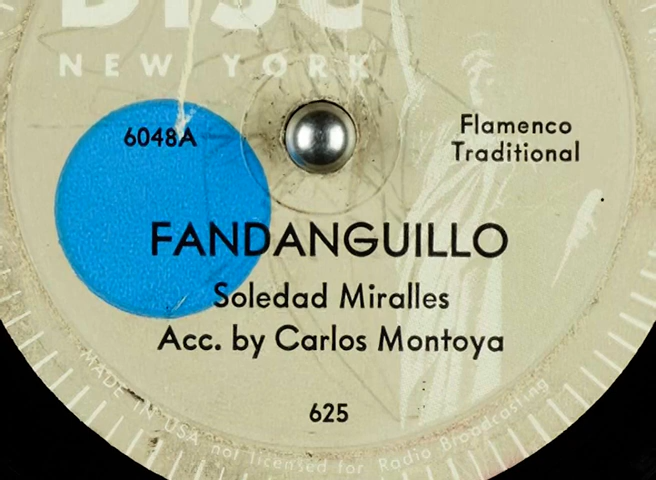 DISC
NEW YORK
6048A
Flamenco
Traditional
FANDANGUILLO
Soledad Miralles
Acc. by Carlos Montoya
625
MADE IN USA not licensed for Radio Broadcasting